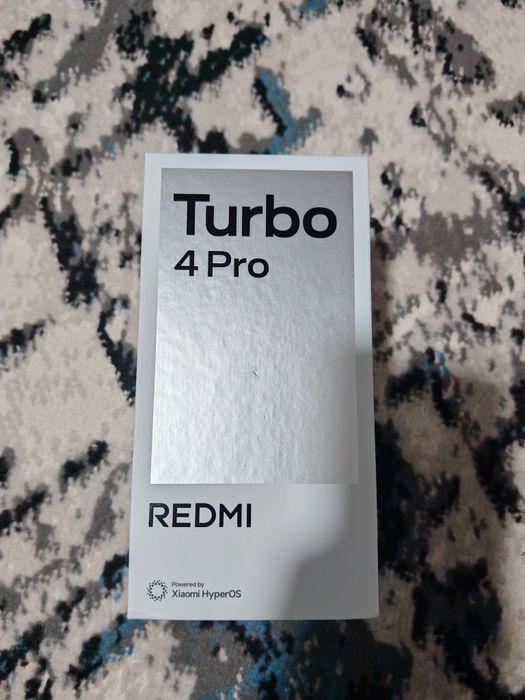 Turbo
4 Pro
REDMI
Powered by
Xiaomi HyperOS